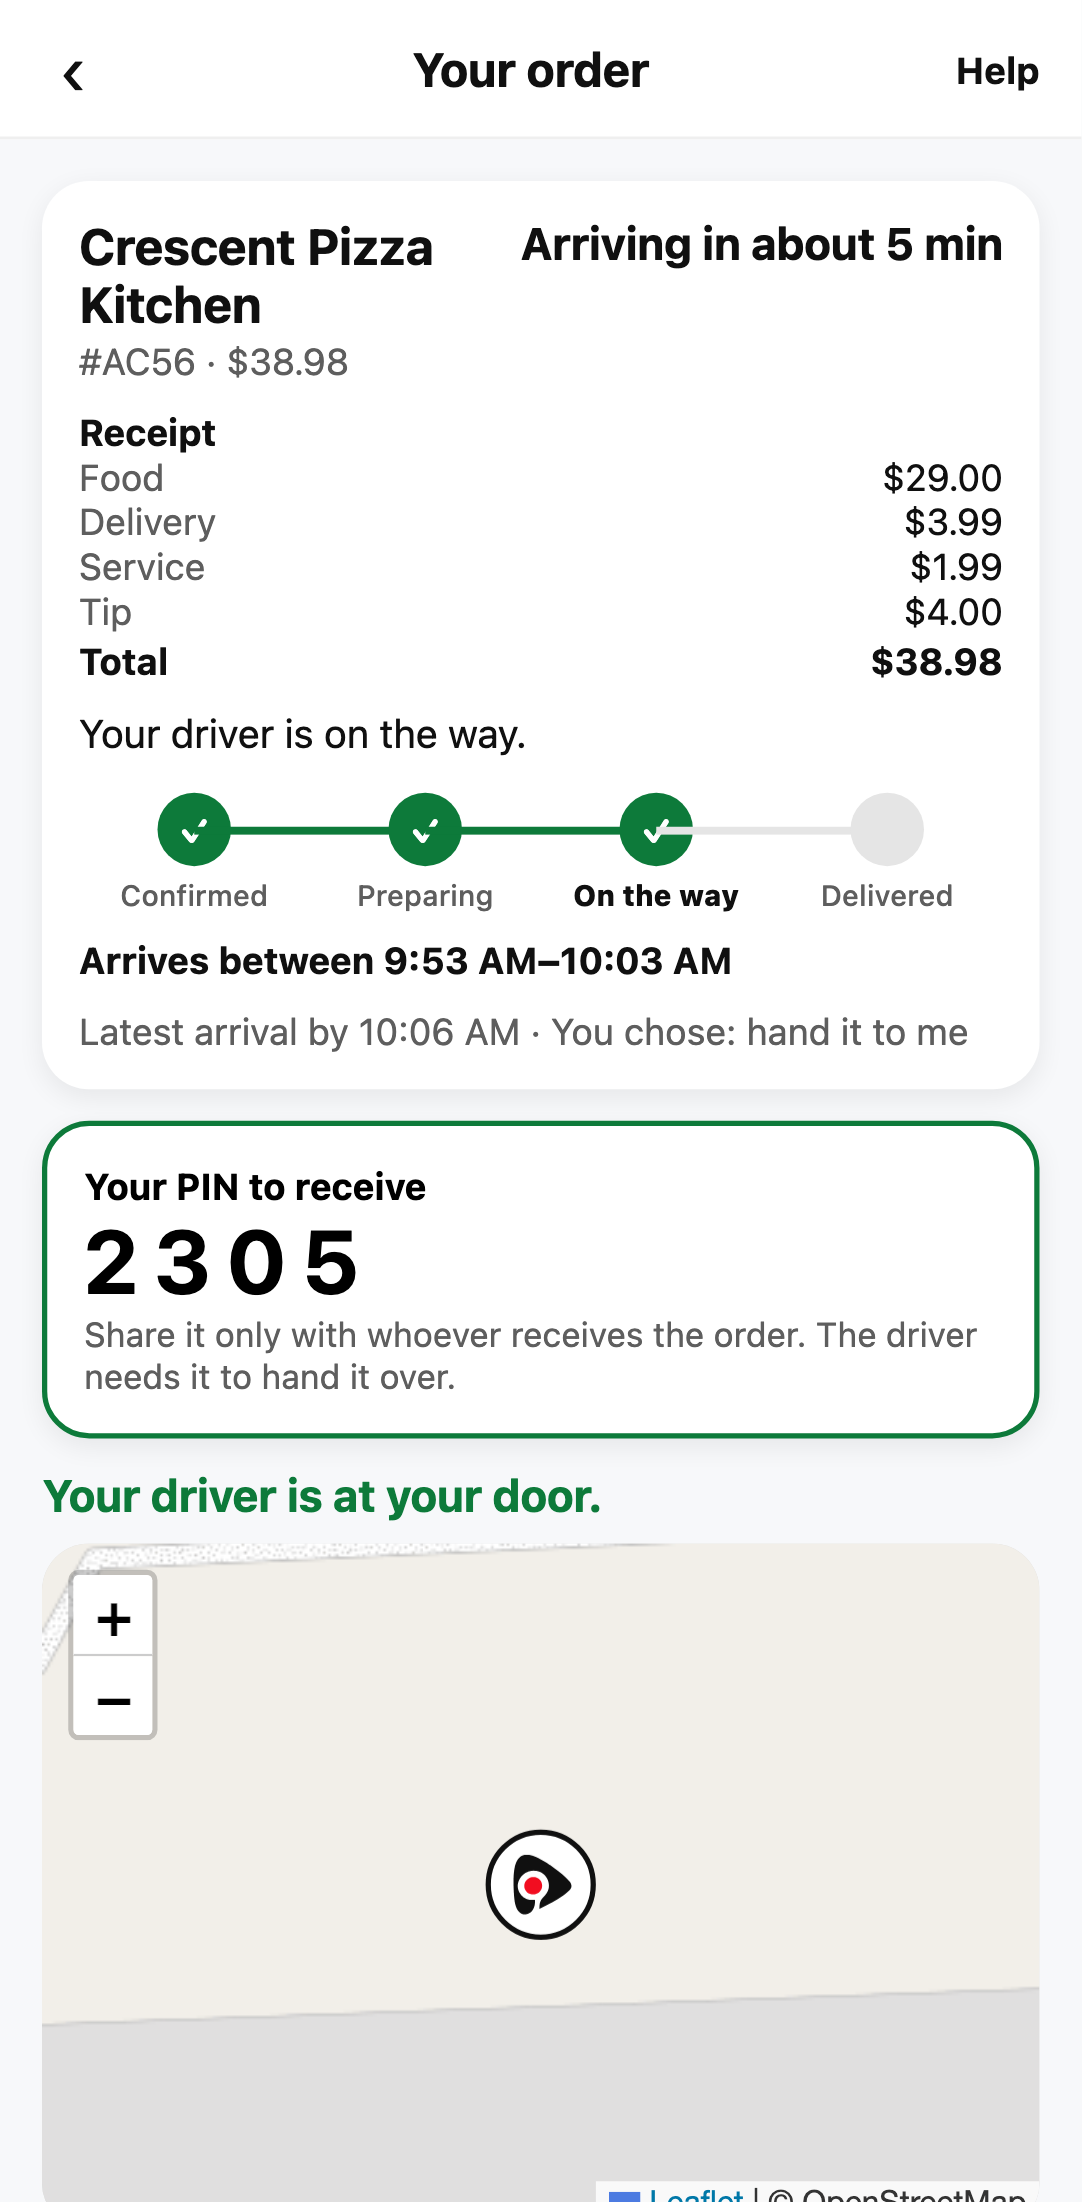 ‹
Your order
Help
Crescent Pizza Kitchen
Arriving in about 5 min
#AC56 · $38.98
Receipt
Food $29.00
Delivery $3.99
Service $1.99
Tip $4.00
Total $38.98
Your driver is on the way.
Confirmed
Preparing
On the way
Delivered
Arrives between 9:53 AM–10:03 AM
Latest arrival by 10:06 AM · You chose: hand it to me
Your PIN to receive
2305
Share it only with whoever receives the order. The driver
needs it to hand it over.
Your driver is at your door.
+
−
Leaflet | © OpenStreetMap